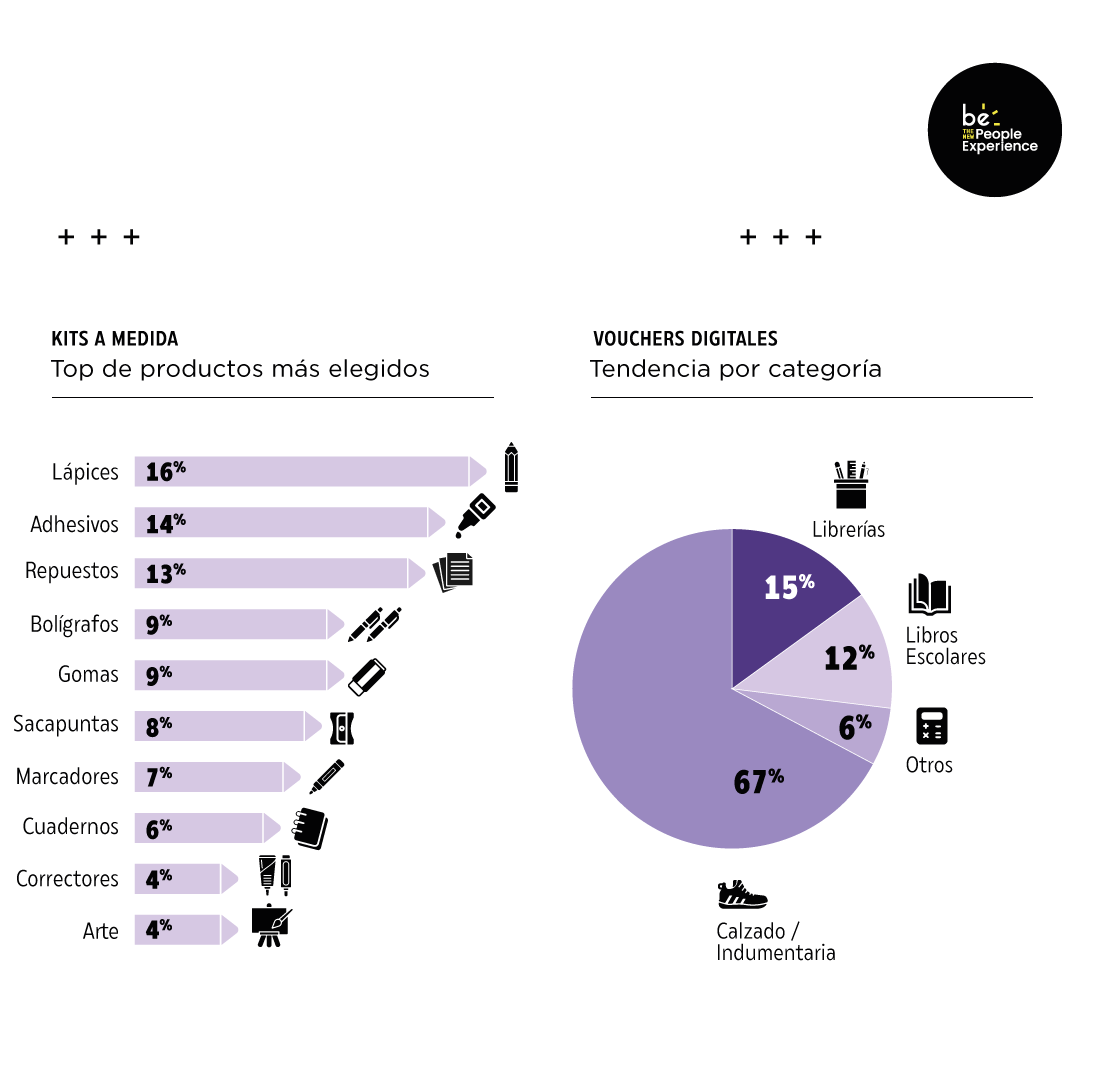 be
THE
NEW
People
Experience
+ + +
+ + +
KITS A MEDIDA
Top de productos más elegidos
Lápices 16%
Adhesivos 14%
Repuestos 13%
Bolígrafos 9%
Gomas 9%
Sacapuntas 8%
Marcadores 7%
Cuadernos 6%
Correctores 4%
Arte 4%
VOUCHERS DIGITALES
Tendencia por categoría
Librerías
15%
Libros
Escolares
12%
6%
Otros
67%
Calzado /
Indumentaria